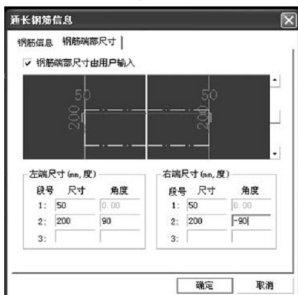 通长钢筋信息
钢筋信息 钢筋端部尺寸
钢筋端部尺寸由用户输入
50 50
200 200
左端尺寸(mm,度) 右端尺寸(mm,度)
段号 尺寸 角度 段号 尺寸 角度
1: 50 0.00 1: 50 0.00
2: 200 90 2: 200 -90
3: 3:
确定 取消